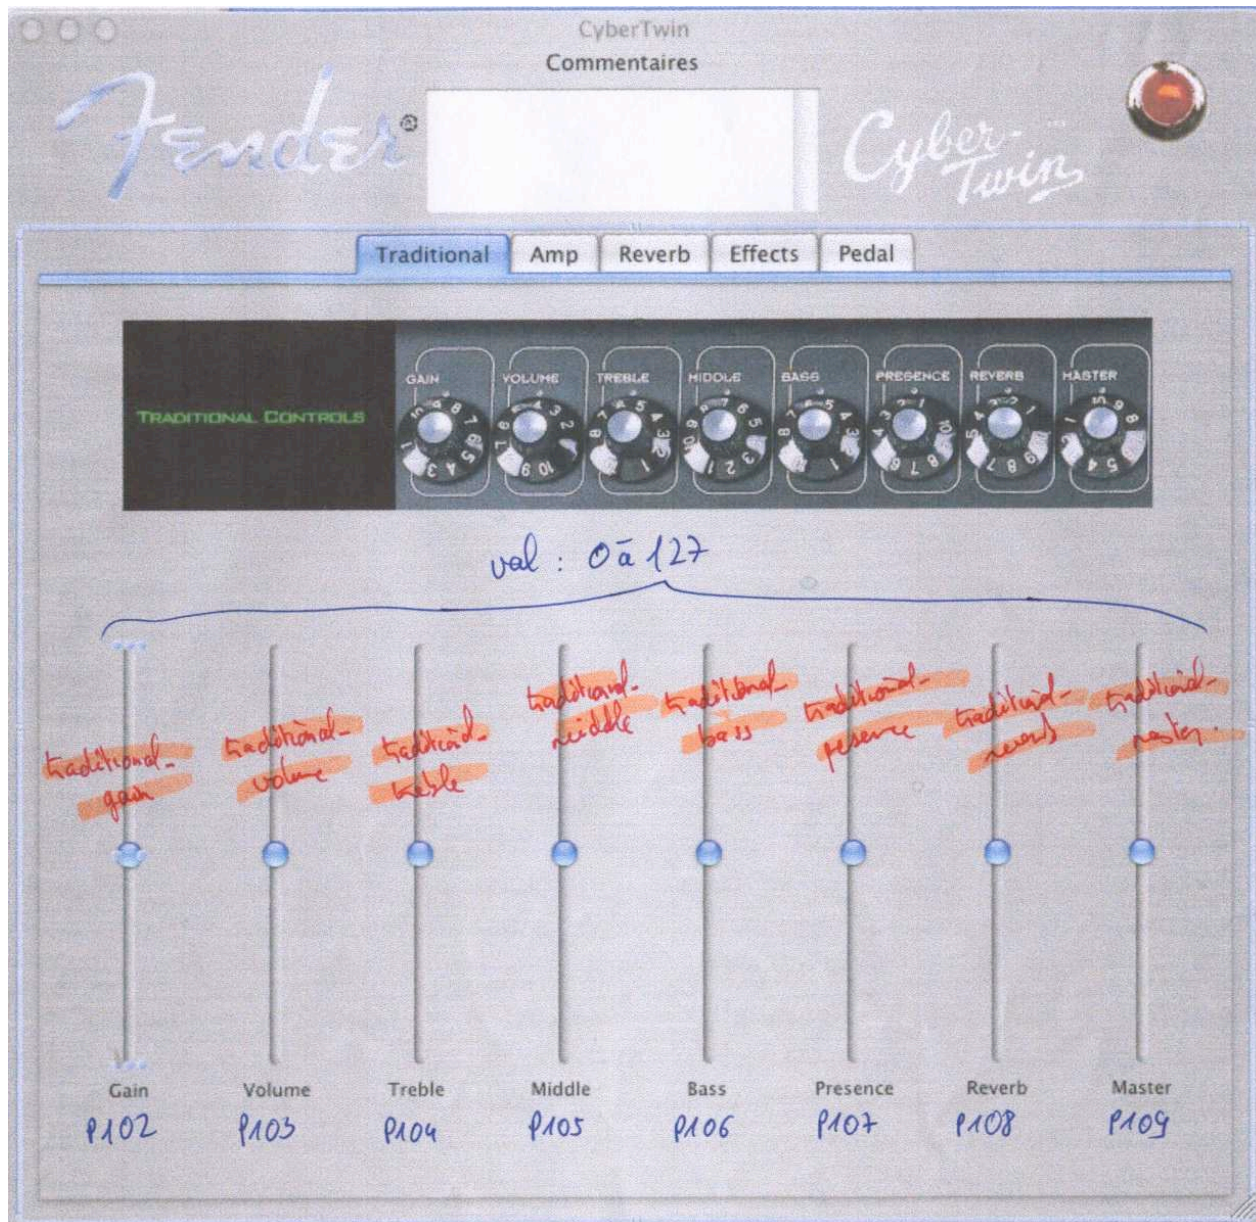 CyberTwin
Commentaires
Fender®
Cyber-Twin
Traditional Amp Reverb Effects Pedal
GAIN VOLUME TREBLE MIDDLE BASS PRESENCE REVERB MASTER
TRADITIONAL CONTROLS
val : 0 à 127
traditional-gain
traditional-volume
traditional-treble
traditional-middle
traditional-bass
traditional-presence
traditional-reverb
traditional-master
Gain Volume Treble Middle Bass Presence Reverb Master
P102 P103 P104 P105 P106 P107 P108 P109